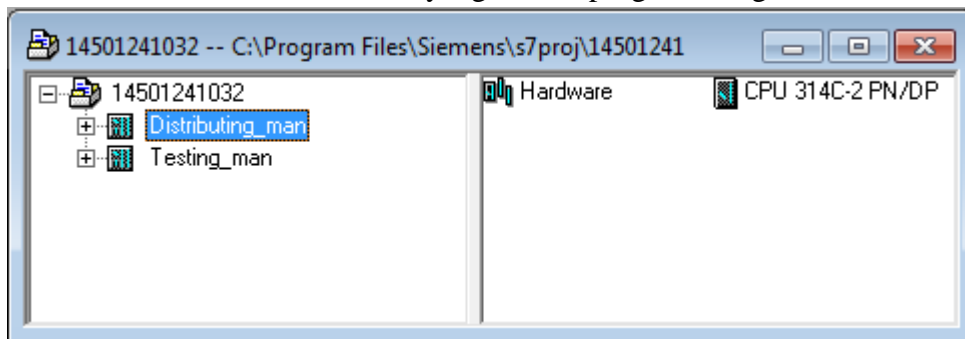 14501241032 -- C:\Program Files\Siemens\s7proj\14501241
14501241032
Distributing_man
Testing_man
Hardware
CPU 314C-2 PN/DP